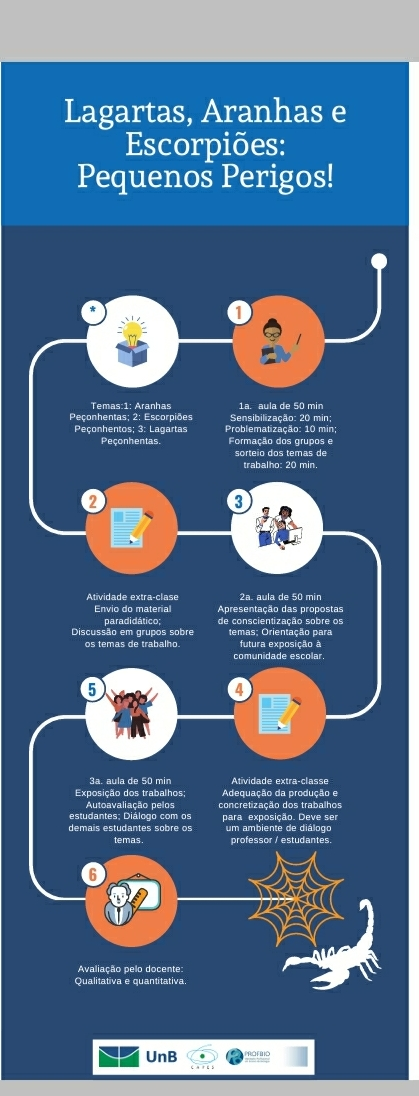 Lagartas, Aranhas e
Escorpiões:
Pequenos Perigos!
1
1a. aula de 50 min
Sensibilização: 20 min;
Problematização: 10 min;
Formação dos grupos e
sorteio dos temas de
trabalho: 20 min.
*
Temas:1: Aranhas
Peçonhentas; 2: Escorpiões
Peçonhentos; 3: Lagartas
Peçonhentas.
2
Atividade extra-clase
Envio do material
paradidático;
Discussão em grupos sobre
os temas de trabalho.
3
2a. aula de 50 min
Apresentação das propostas
de conscientização sobre os
temas; Orientação para
futura exposição à
comunidade escolar.
4
Atividade extra-classe
Adequação da produção e
concretização dos trabalhos
para exposição. Deve ser
um ambiente de diálogo
professor / estudantes.
5
3a. aula de 50 min
Exposição dos trabalhos;
Autoavaliação pelos
estudantes; Diálogo com os
demais estudantes sobre os
temas.
6
Avaliação pelo docente:
Qualitativa e quantitativa.
UnB
CAPES
PROFBIO